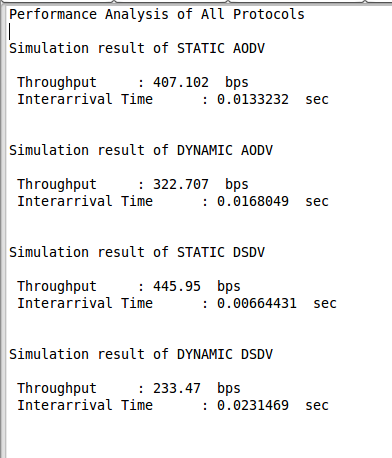 Performance Analysis of All Protocols
Simulation result of STATIC AODV
Throughput : 407.102 bps
Interarrival Time : 0.0133232 sec
Simulation result of DYNAMIC AODV
Throughput : 322.707 bps
Interarrival Time : 0.0168049 sec
Simulation result of STATIC DSDV
Throughput : 445.95 bps
Interarrival Time : 0.00664431 sec
Simulation result of DYNAMIC DSDV
Throughput : 233.47 bps
Interarrival Time : 0.0231469 sec